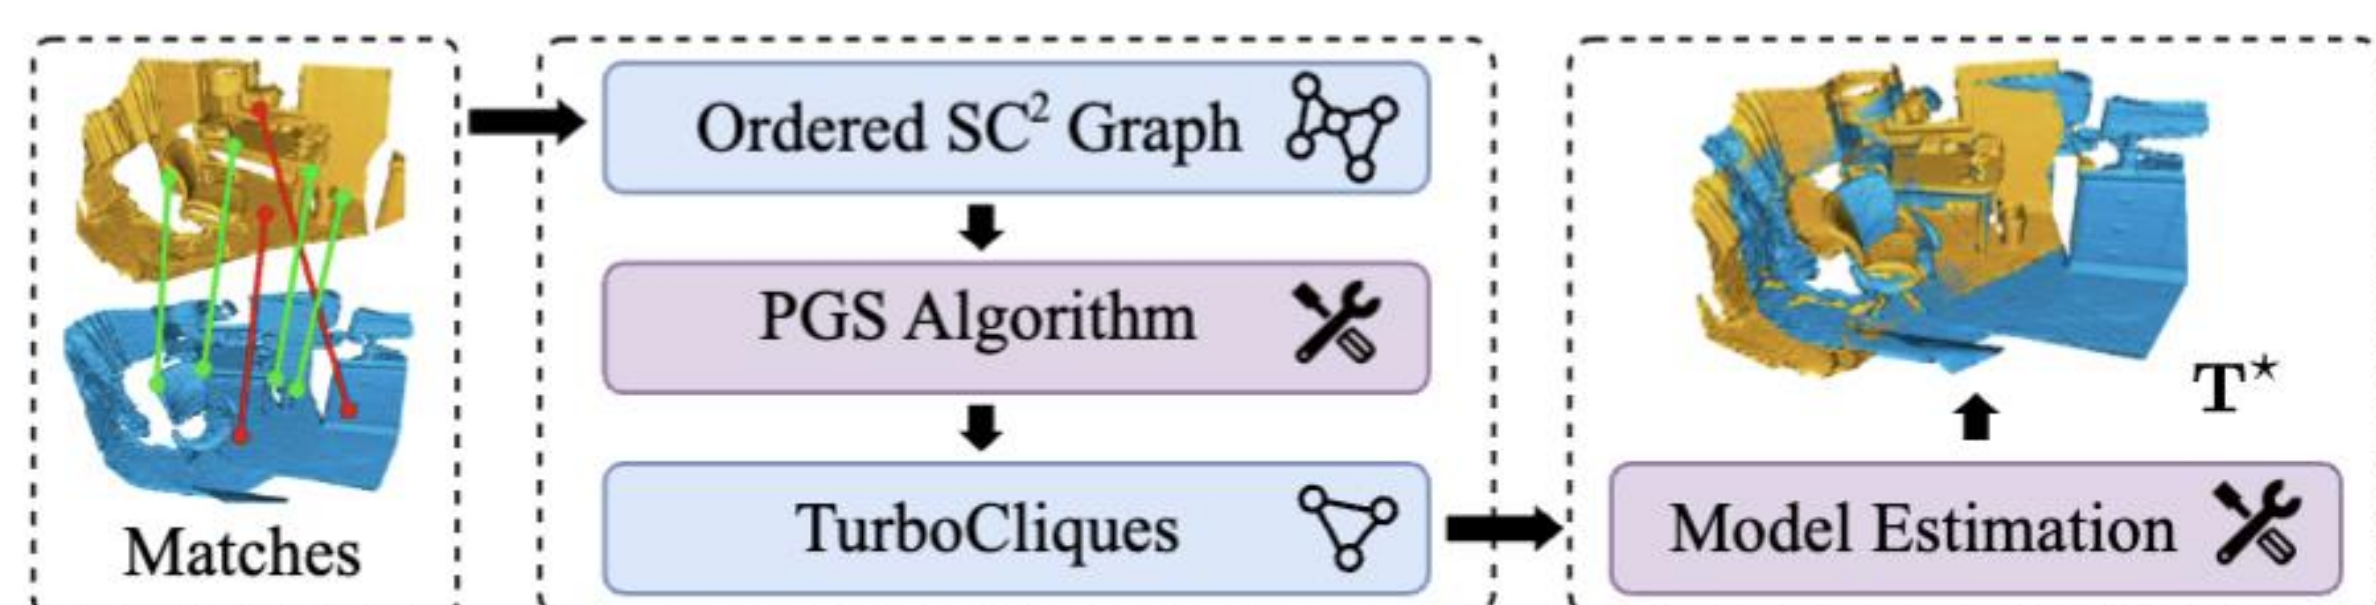 Matches
Ordered SC² Graph
PGS Algorithm
TurboCliques
T★
Model Estimation